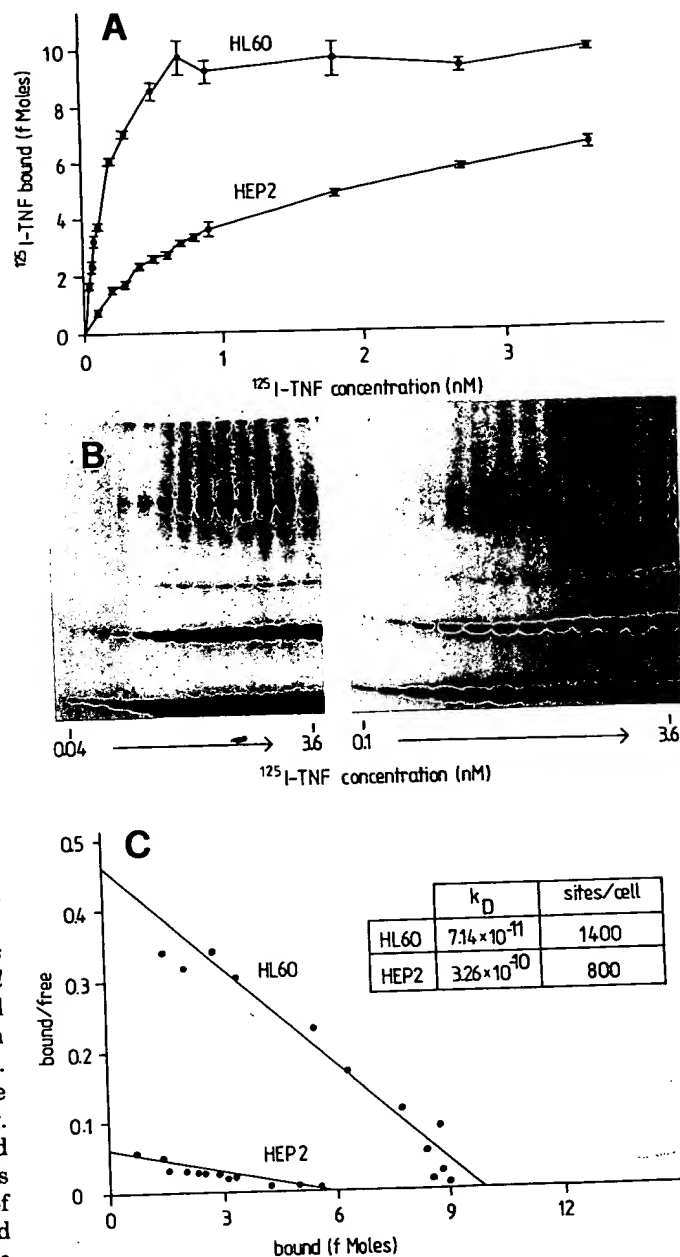 A
HL60
HEP2
10
8
6
4
2
0
¹²⁵I-TNF bound (f Moles)
0 1 2 3
¹²⁵I-TNF concentration (nM)
B
0.04 3.6 0.1 3.6
¹²⁵I-TNF concentration (nM)
C
0.5
0.4
0.3
0.2
0.1
0
bound/free
HL60
HEP2
k_D sites/cell
HL60 7.14×10⁻¹¹ 1400
HEP2 3.26×10⁻¹⁰ 800
0 3 6 9 12
bound (f Moles)